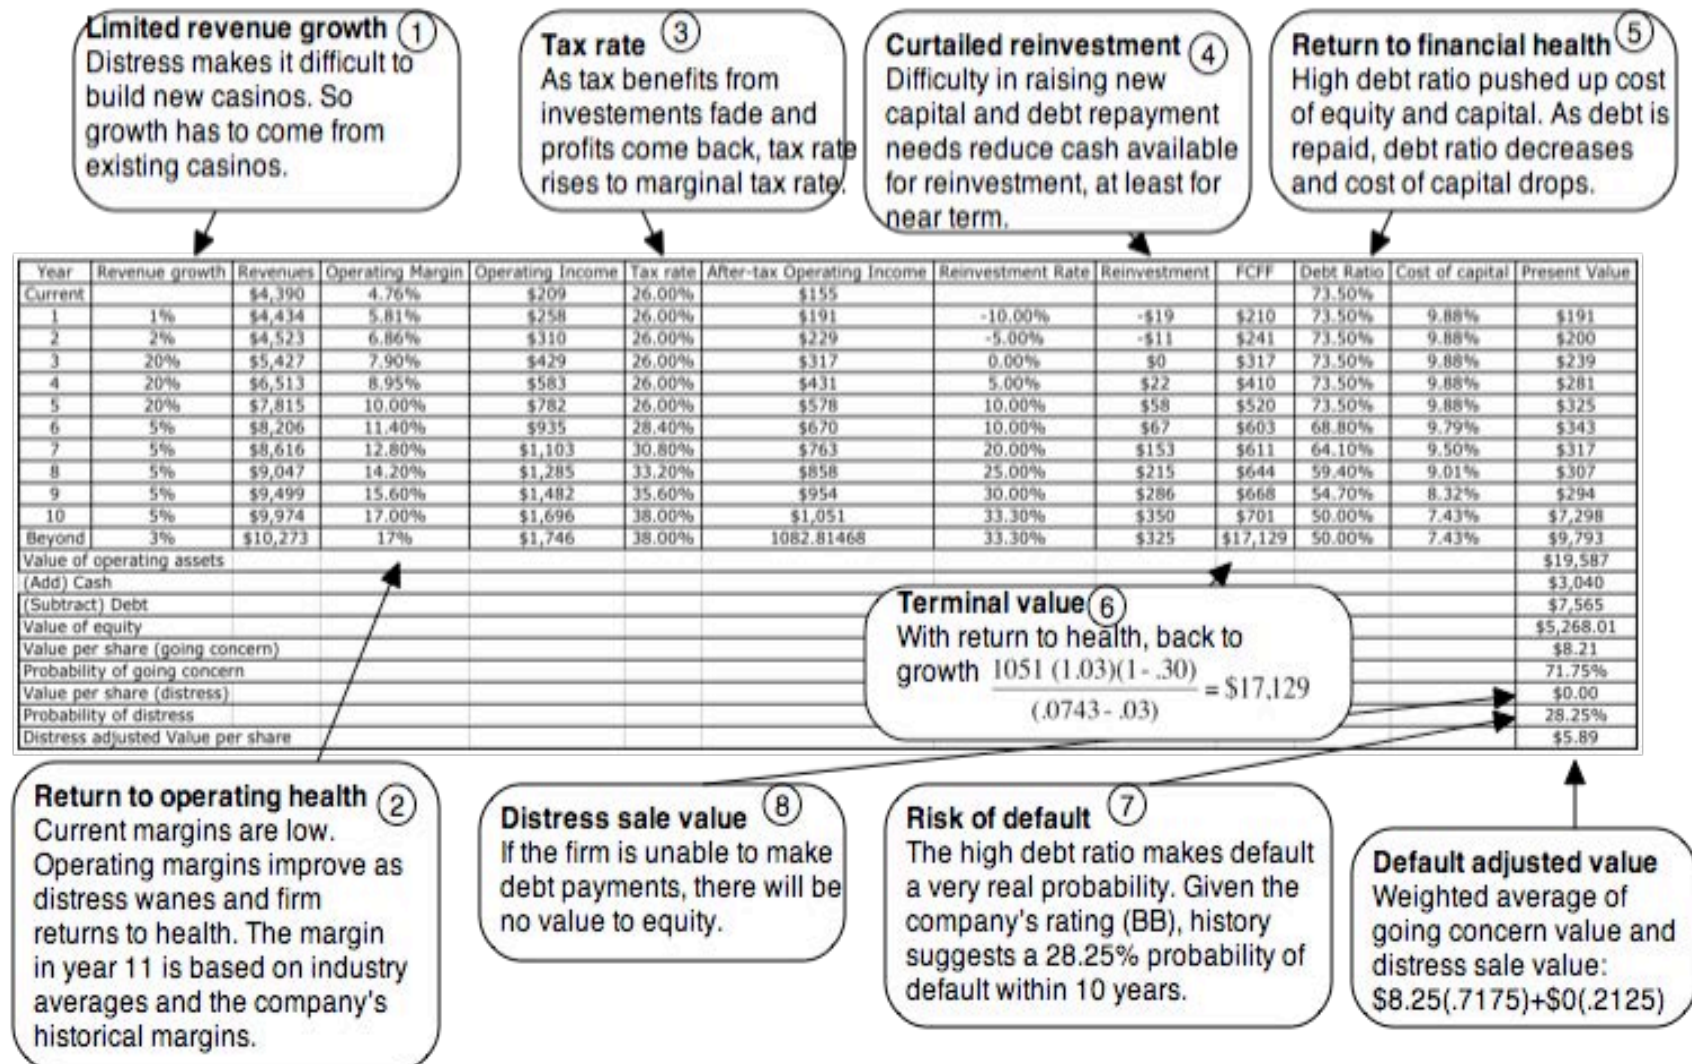 Limited revenue growth 1
Distress makes it difficult to
build new casinos. So
growth has to come from
existing casinos.
Tax rate 3
As tax benefits from
investements fade and
profits come back, tax rate
rises to marginal tax rate.
Curtailed reinvestment 4
Difficulty in raising new
capital and debt repayment
needs reduce cash available
for reinvestment, at least for
near term.
Return to financial health 5
High debt ratio pushed up cost
of equity and capital. As debt is
repaid, debt ratio decreases
and cost of capital drops.
Year Revenue growth Revenues Operating Margin Operating Income Tax rate After-tax Operating Income Reinvestment Rate Reinvestment FCFF Debt Ratio Cost of capital Present Value
Current $4,390 4.76% $209 26.00% $155 73.50%
1 1% $4,434 5.81% $258 26.00% $191 -10.00% -$19 $210 73.50% 9.88% $191
2 2% $4,523 6.86% $310 26.00% $229 -5.00% -$11 $241 73.50% 9.88% $200
3 20% $5,427 7.90% $429 26.00% $317 0.00% $0 $317 73.50% 9.88% $239
4 20% $6,513 8.95% $583 26.00% $431 5.00% $22 $410 73.50% 9.88% $281
5 20% $7,815 10.00% $782 26.00% $578 10.00% $58 $520 73.50% 9.88% $325
6 5% $8,206 11.40% $935 28.40% $670 10.00% $67 $603 68.80% 9.79% $343
7 5% $8,616 12.80% $1,103 30.80% $763 20.00% $153 $611 64.10% 9.50% $317
8 5% $9,047 14.20% $1,285 33.20% $858 25.00% $215 $644 59.40% 9.01% $307
9 5% $9,499 15.60% $1,482 35.60% $954 30.00% $286 $668 54.70% 8.32% $294
10 5% $9,974 17.00% $1,696 38.00% $1,051 33.30% $350 $701 50.00% 7.43% $7,298
Beyond 3% $10,273 17% $1,746 38.00% 1082.81468 33.30% $325 $17,129 50.00% 7.43% $9,793
Value of operating assets $19,587
(Add) Cash $3,040
(Subtract) Debt $7,565
Value of equity $5,268.01
Value per share (going concern) $8.21
Probability of going concern 71.75%
Value per share (distress) $0.00
Probability of distress 28.25%
Distress adjusted Value per share $5.89
Terminal value 6
With return to health, back to
growth 1051 (1.03)(1- .30) / (.0743 - .03) = $17,129
Return to operating health 2
Current margins are low.
Operating margins improve as
distress wanes and firm
returns to health. The margin
in year 11 is based on industry
averages and the company's
historical margins.
Distress sale value 8
If the firm is unable to make
debt payments, there will be
no value to equity.
Risk of default 7
The high debt ratio makes default
a very real probability. Given the
company's rating (BB), history
suggests a 28.25% probability of
default within 10 years.
Default adjusted value
Weighted average of
going concern value and
distress sale value:
$8.25(.7175)+$0(.2125)